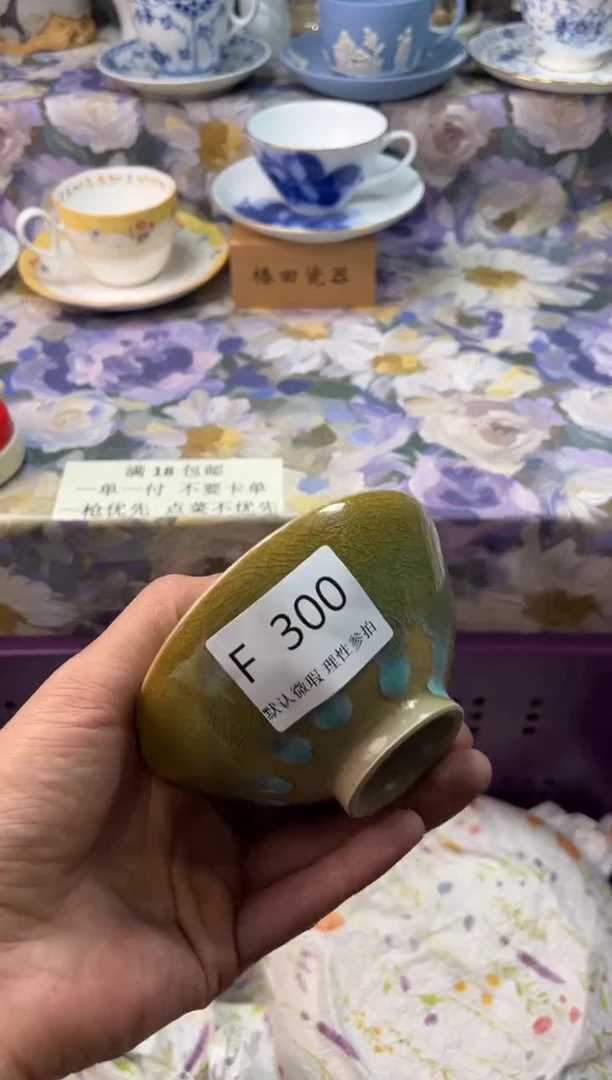 椿田瓷器
满 18 包邮
一单一付 不要卡单
一枪优先 点菜不优先
F 300
默认微瑕 理性参拍